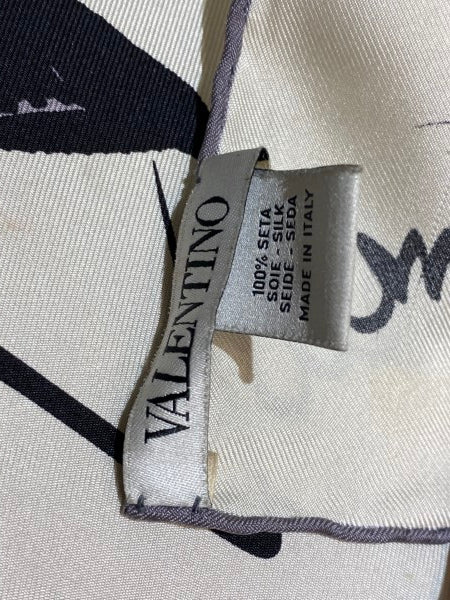 VALENTINO
100% SETA
SOIE - SILK
SEIDE - SEDA
MADE IN ITALY